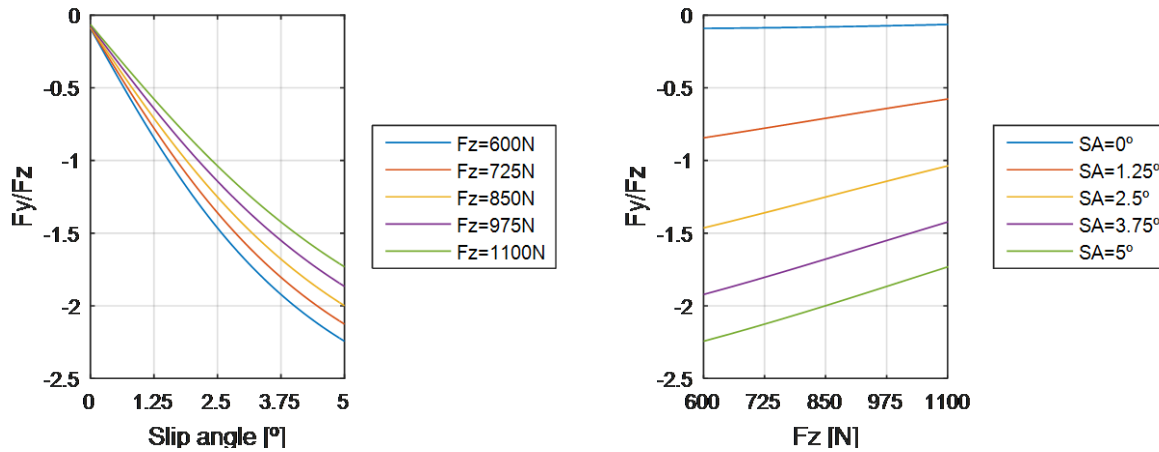 0
-0.5
-1
-1.5
-2
-2.5
Fy/Fz
0 1.25 2.5 3.75 5
Slip angle [º]
Fz=600N
Fz=725N
Fz=850N
Fz=975N
Fz=1100N
0
-0.5
-1
-1.5
-2
-2.5
Fy/Fz
600 725 850 975 1100
Fz [N]
SA=0º
SA=1.25º
SA=2.5º
SA=3.75º
SA=5º